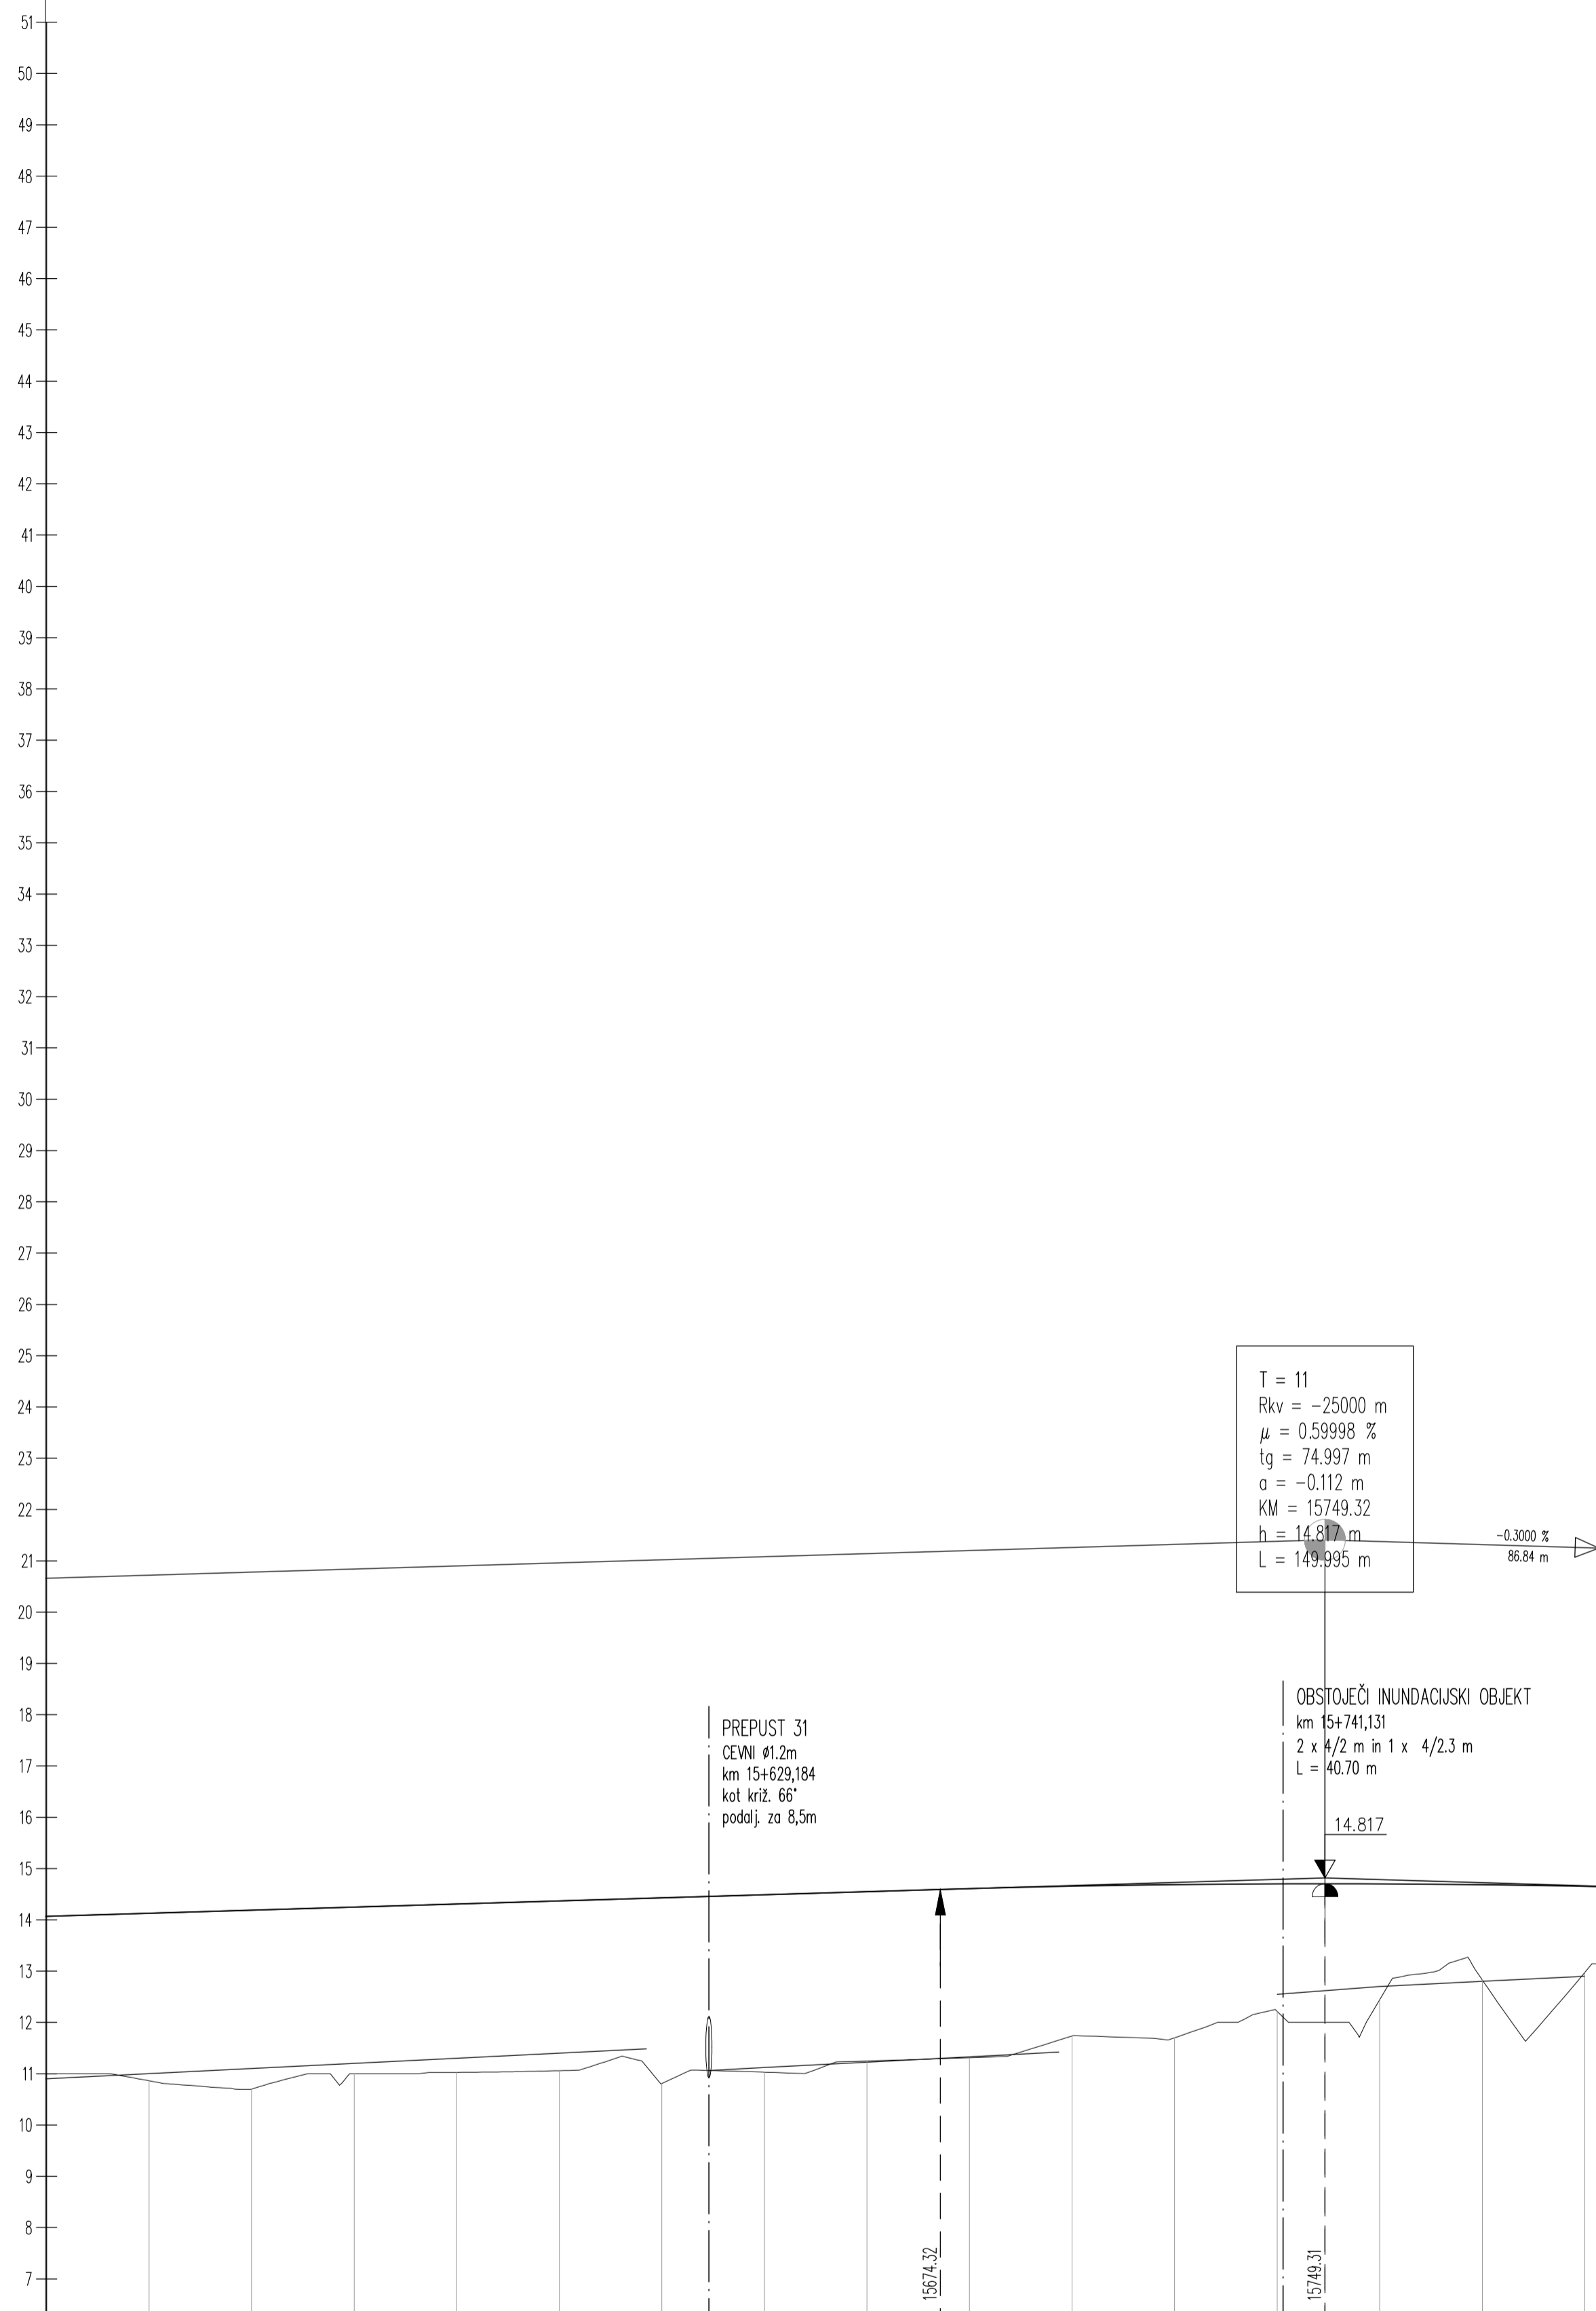 51
50
49
48
47
46
45
44
43
42
41
40
39
38
37
36
35
34
33
32
31
30
29
28
27
26
25
24
23
22
21
20
19
18
17
16
15
14
13
12
11
10
9
8
7
T = 11
Rkv = -25000 m
μ = 0.59998 %
tg = 74.997 m
a = -0.112 m
KM = 15749.32
h = 14.817 m
L = 149.995 m
-0.3000 %
86.84 m
OBSTOJEČI INUNDACIJSKI OBJEKT
km 15+741,131
2 x 4/2 m in 1 x 4/2.3 m
L = 40.70 m
PREPUST 31
CEVNI ø1.2m
km 15+629,184
kot križ. 66°
podalj. za 8,5m
14.817
15674.32
15749.31